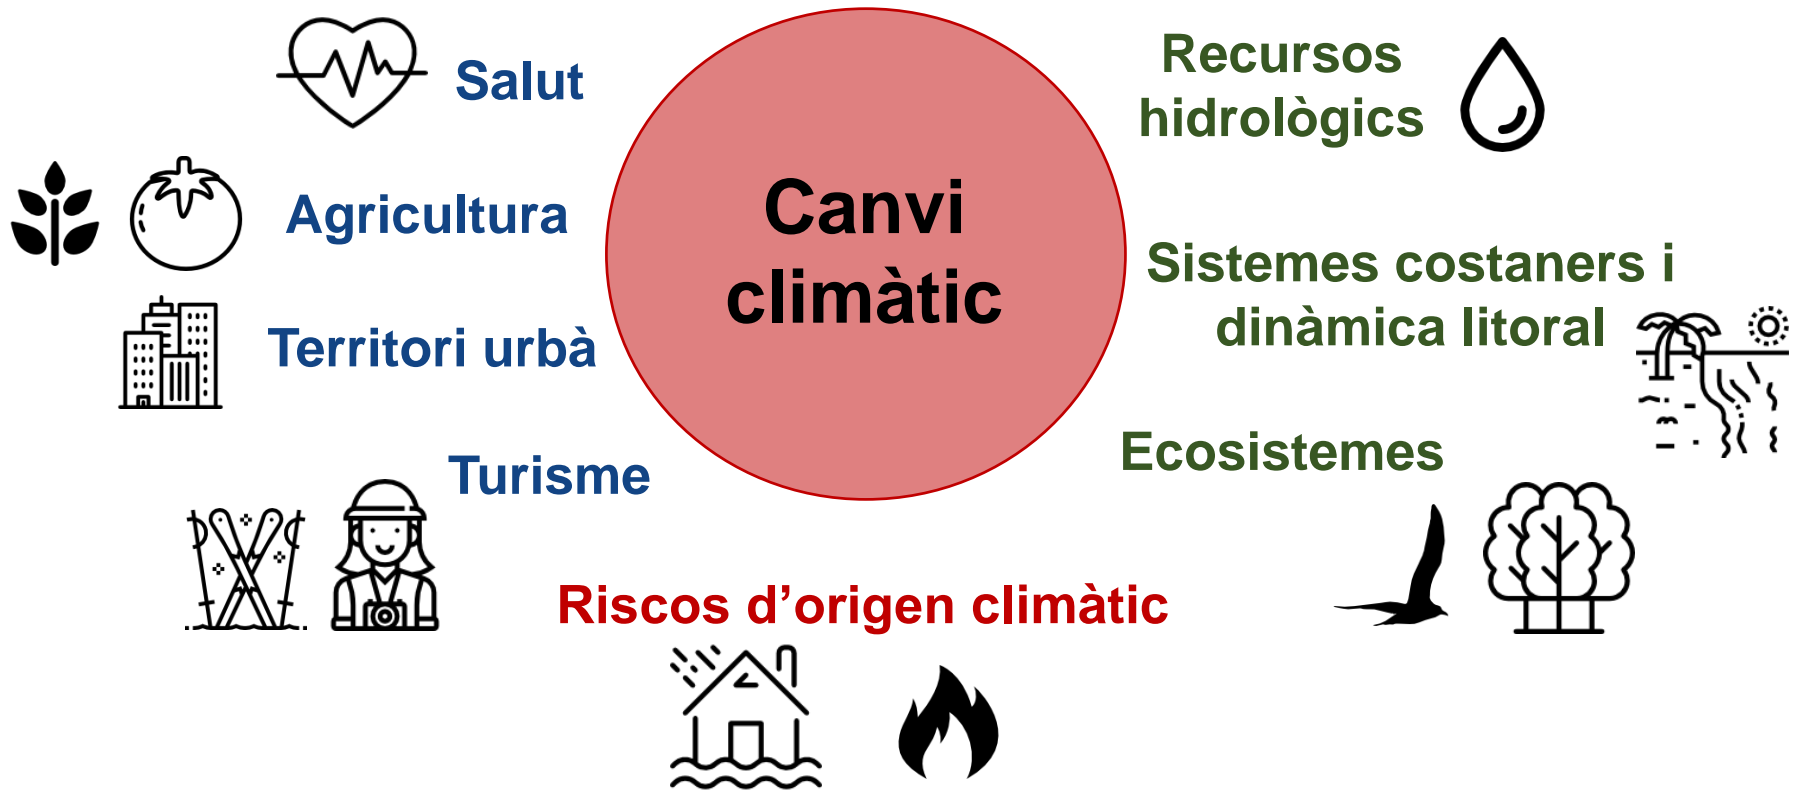 Salut
Agricultura
Territori urbà
Turisme
Canvi
climàtic
Recursos
hidrològics
Sistemes costaners i
dinàmica litoral
Ecosistemes
Riscos d’origen climàtic